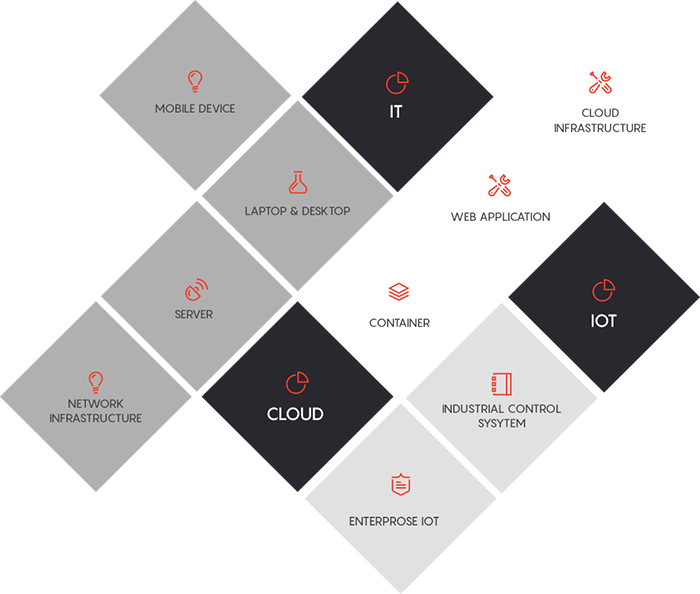 MOBILE DEVICE
IT
CLOUD
INFRASTRUCTURE
LAPTOP & DESKTOP
WEB APPLICATION
SERVER
CONTAINER
IOT
NETWORK
INFRASTRUCTURE
CLOUD
INDUSTRIAL CONTROL
SYSYTEM
ENTERPROSE IOT